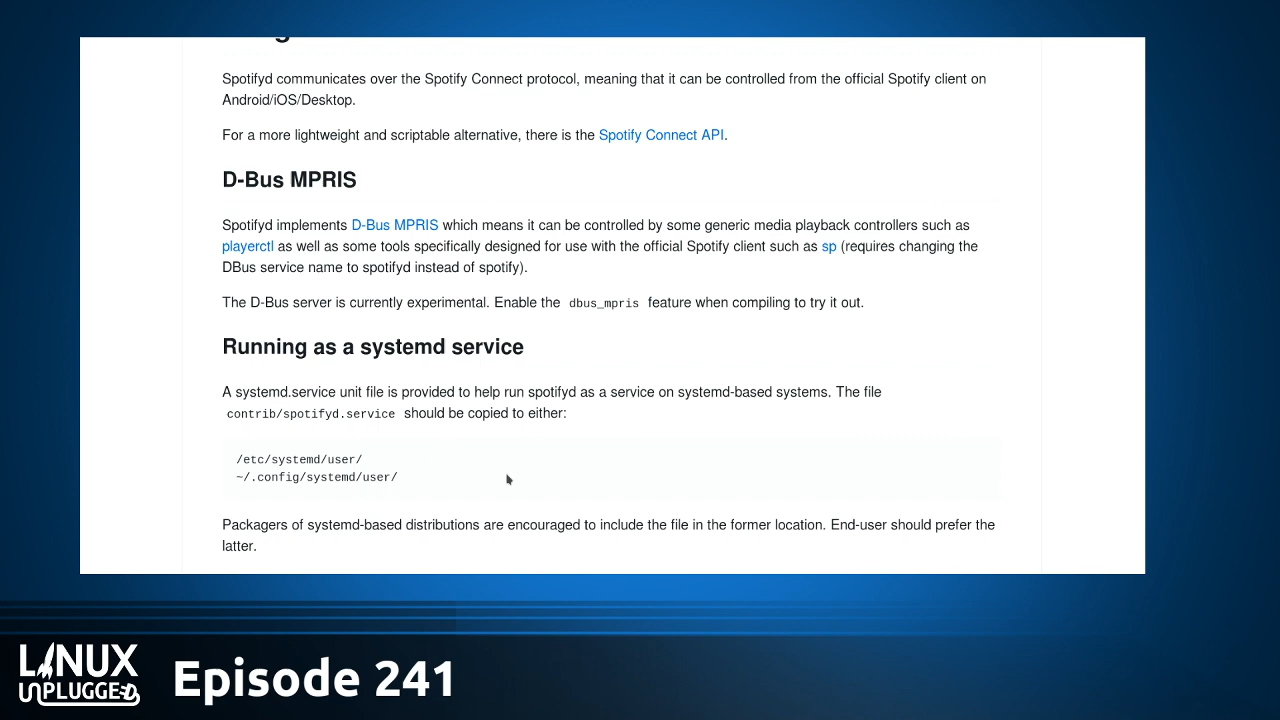 Spotifyd communicates over the Spotify Connect protocol, meaning that it can be controlled from the official Spotify client on
Android/iOS/Desktop.
For a more lightweight and scriptable alternative, there is the Spotify Connect API.
D-Bus MPRIS
Spotifyd implements D-Bus MPRIS which means it can be controlled by some generic media playback controllers such as
playerctl as well as some tools specifically designed for use with the official Spotify client such as sp (requires changing the
DBus service name to spotifyd instead of spotify).
The D-Bus server is currently experimental. Enable the dbus_mpris feature when compiling to try it out.
Running as a systemd service
A systemd.service unit file is provided to help run spotifyd as a service on systemd-based systems. The file
contrib/spotifyd.service should be copied to either:
/etc/systemd/user/
~/.config/systemd/user/
Packagers of systemd-based distributions are encouraged to include the file in the former location. End-user should prefer the
latter.
LINUX
UNPLUGGED
Episode 241